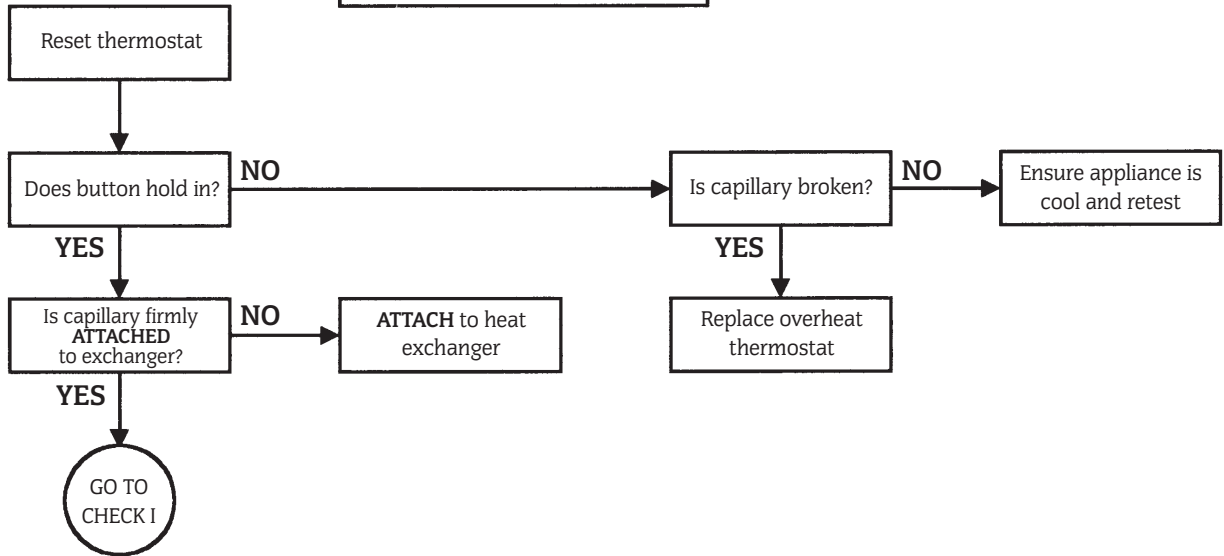 Reset thermostat
Does button hold in?
NO
Is capillary broken?
NO
Ensure appliance is
cool and retest
YES
YES
Is capillary firmly
ATTACHED
to exchanger?
NO
ATTACH to heat
exchanger
Replace overheat
thermostat
YES
GO TO
CHECK I